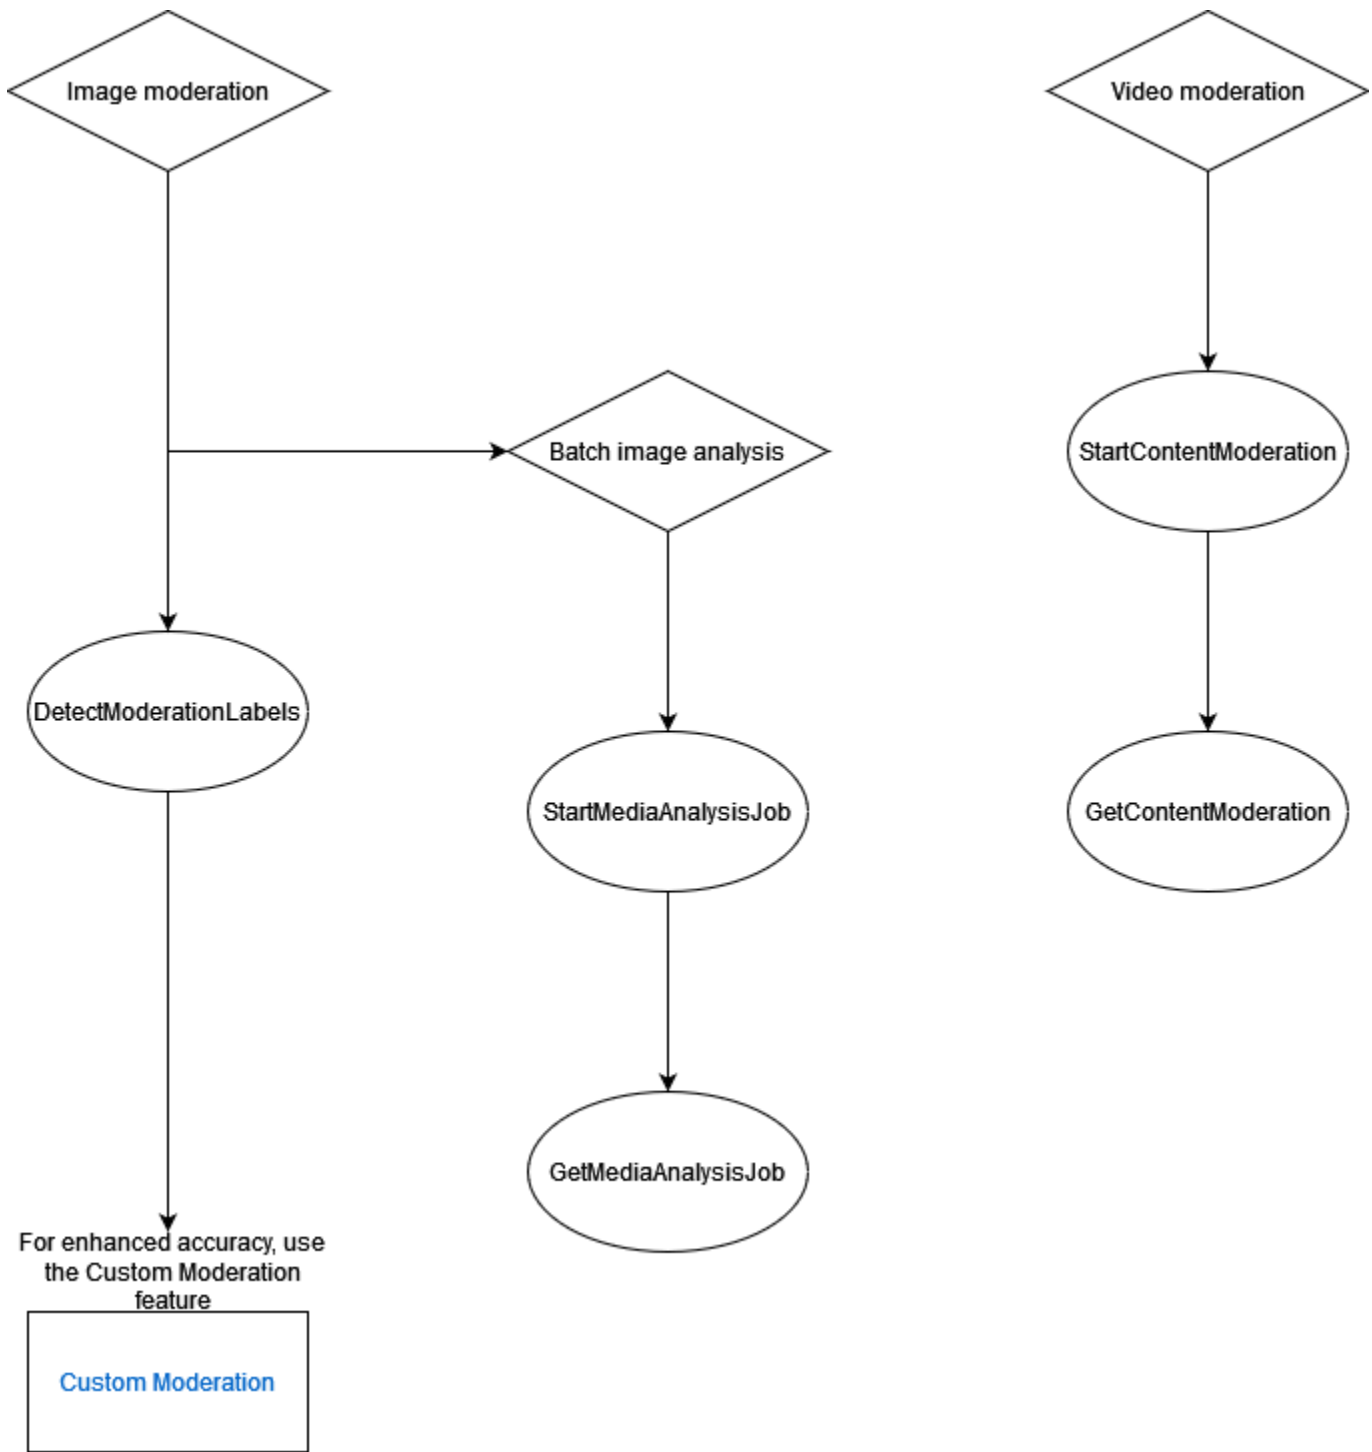 Image moderation
Video moderation
Batch image analysis
StartContentModeration
DetectModerationLabels
StartMediaAnalysisJob
GetContentModeration
GetMediaAnalysisJob
For enhanced accuracy, use
the Custom Moderation
feature
Custom Moderation